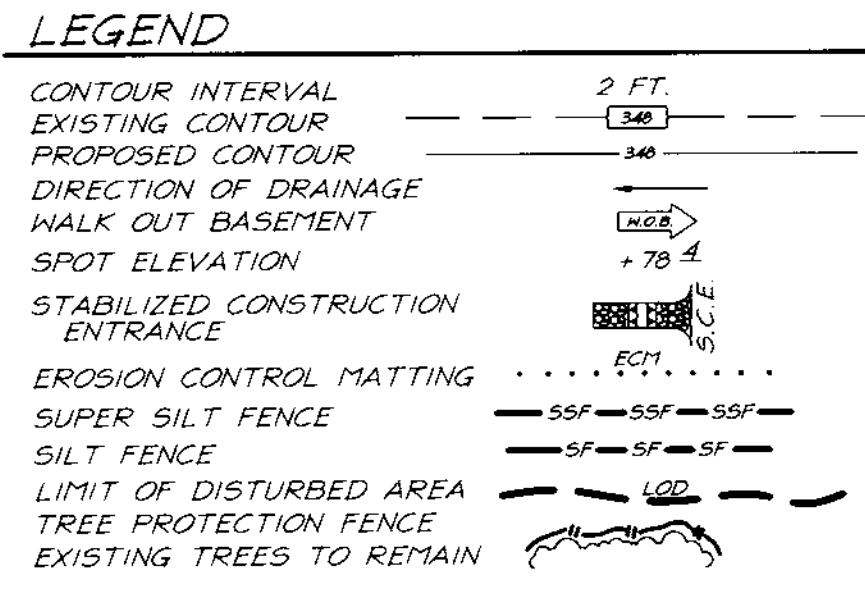 LEGEND
CONTOUR INTERVAL 2 FT.
EXISTING CONTOUR 348
PROPOSED CONTOUR 348
DIRECTION OF DRAINAGE
WALK OUT BASEMENT W.O.B.
SPOT ELEVATION + 78 4
STABILIZED CONSTRUCTION
ENTRANCE S.C.E.
EROSION CONTROL MATTING ECM
SUPER SILT FENCE SSF SSF SSF
SILT FENCE SF SF SF
LIMIT OF DISTURBED AREA LOD
TREE PROTECTION FENCE
EXISTING TREES TO REMAIN